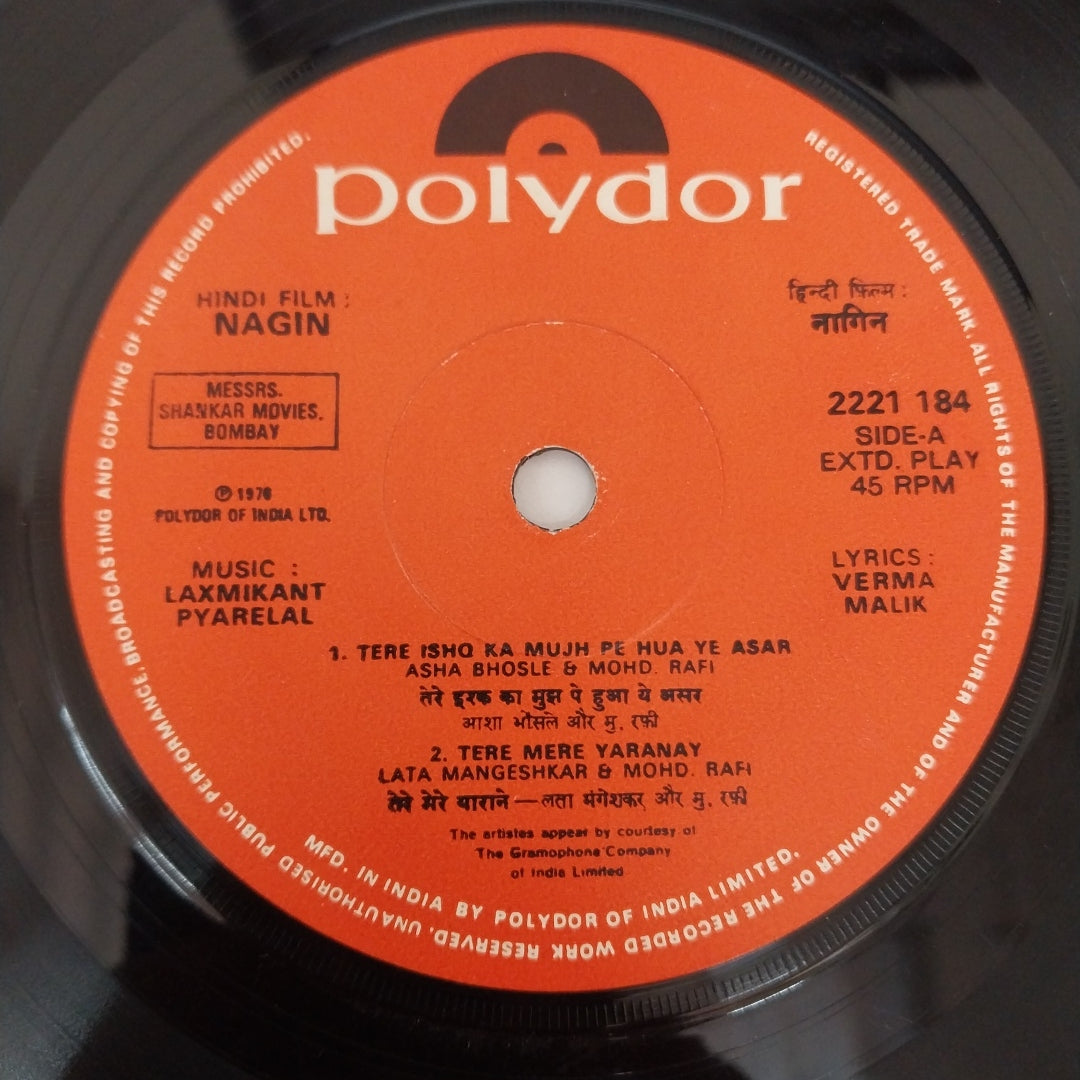 polydor
HINDI FILM :
NAGIN
हिन्दी फ़िल्म :
नागिन
MESSRS.
SHANKAR MOVIES,
BOMBAY
2221 184
SIDE-A
EXTD. PLAY
45 RPM
Ⓟ 1976
POLYDOR OF INDIA LTD.
MUSIC :
LAXMIKANT
PYARELAL
LYRICS :
VERMA
MALIK
1. TERE ISHQ KA MUJH PE HUA YE ASAR
ASHA BHOSLE & MOHD. RAFI
तेरे इश्क का मुझ पे हुआ ये असर
आशा भोंसले और मु. रफ़ी
2. TERE MERE YARANAY
LATA MANGESHKAR & MOHD. RAFI
तेरे मेरे याराने — लता मंगेशकर और मु. रफ़ी
The artistes appear by courtesy of
The Gramophone Company
of India Limited
MFD. IN INDIA BY POLYDOR OF INDIA LIMITED.
REGISTERED TRADE MARK. ALL RIGHTS OF THE MANUFACTURER AND OF THE OWNER OF THE RECORDED WORK RESERVED. UNAUTHORISED PUBLIC PERFORMANCE, BROADCASTING AND COPYING OF THIS RECORD PROHIBITED.